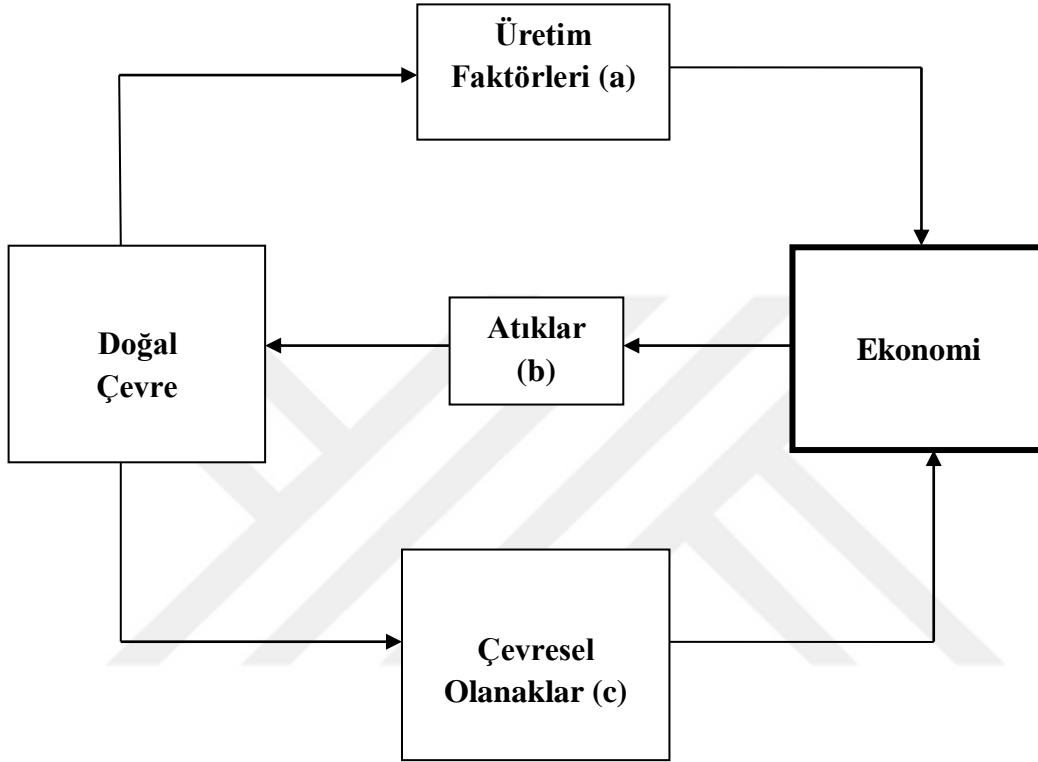 Üretim
Faktörleri (a)
Doğal
Çevre
Atıklar
(b)
Ekonomi
Çevresel
Olanaklar (c)